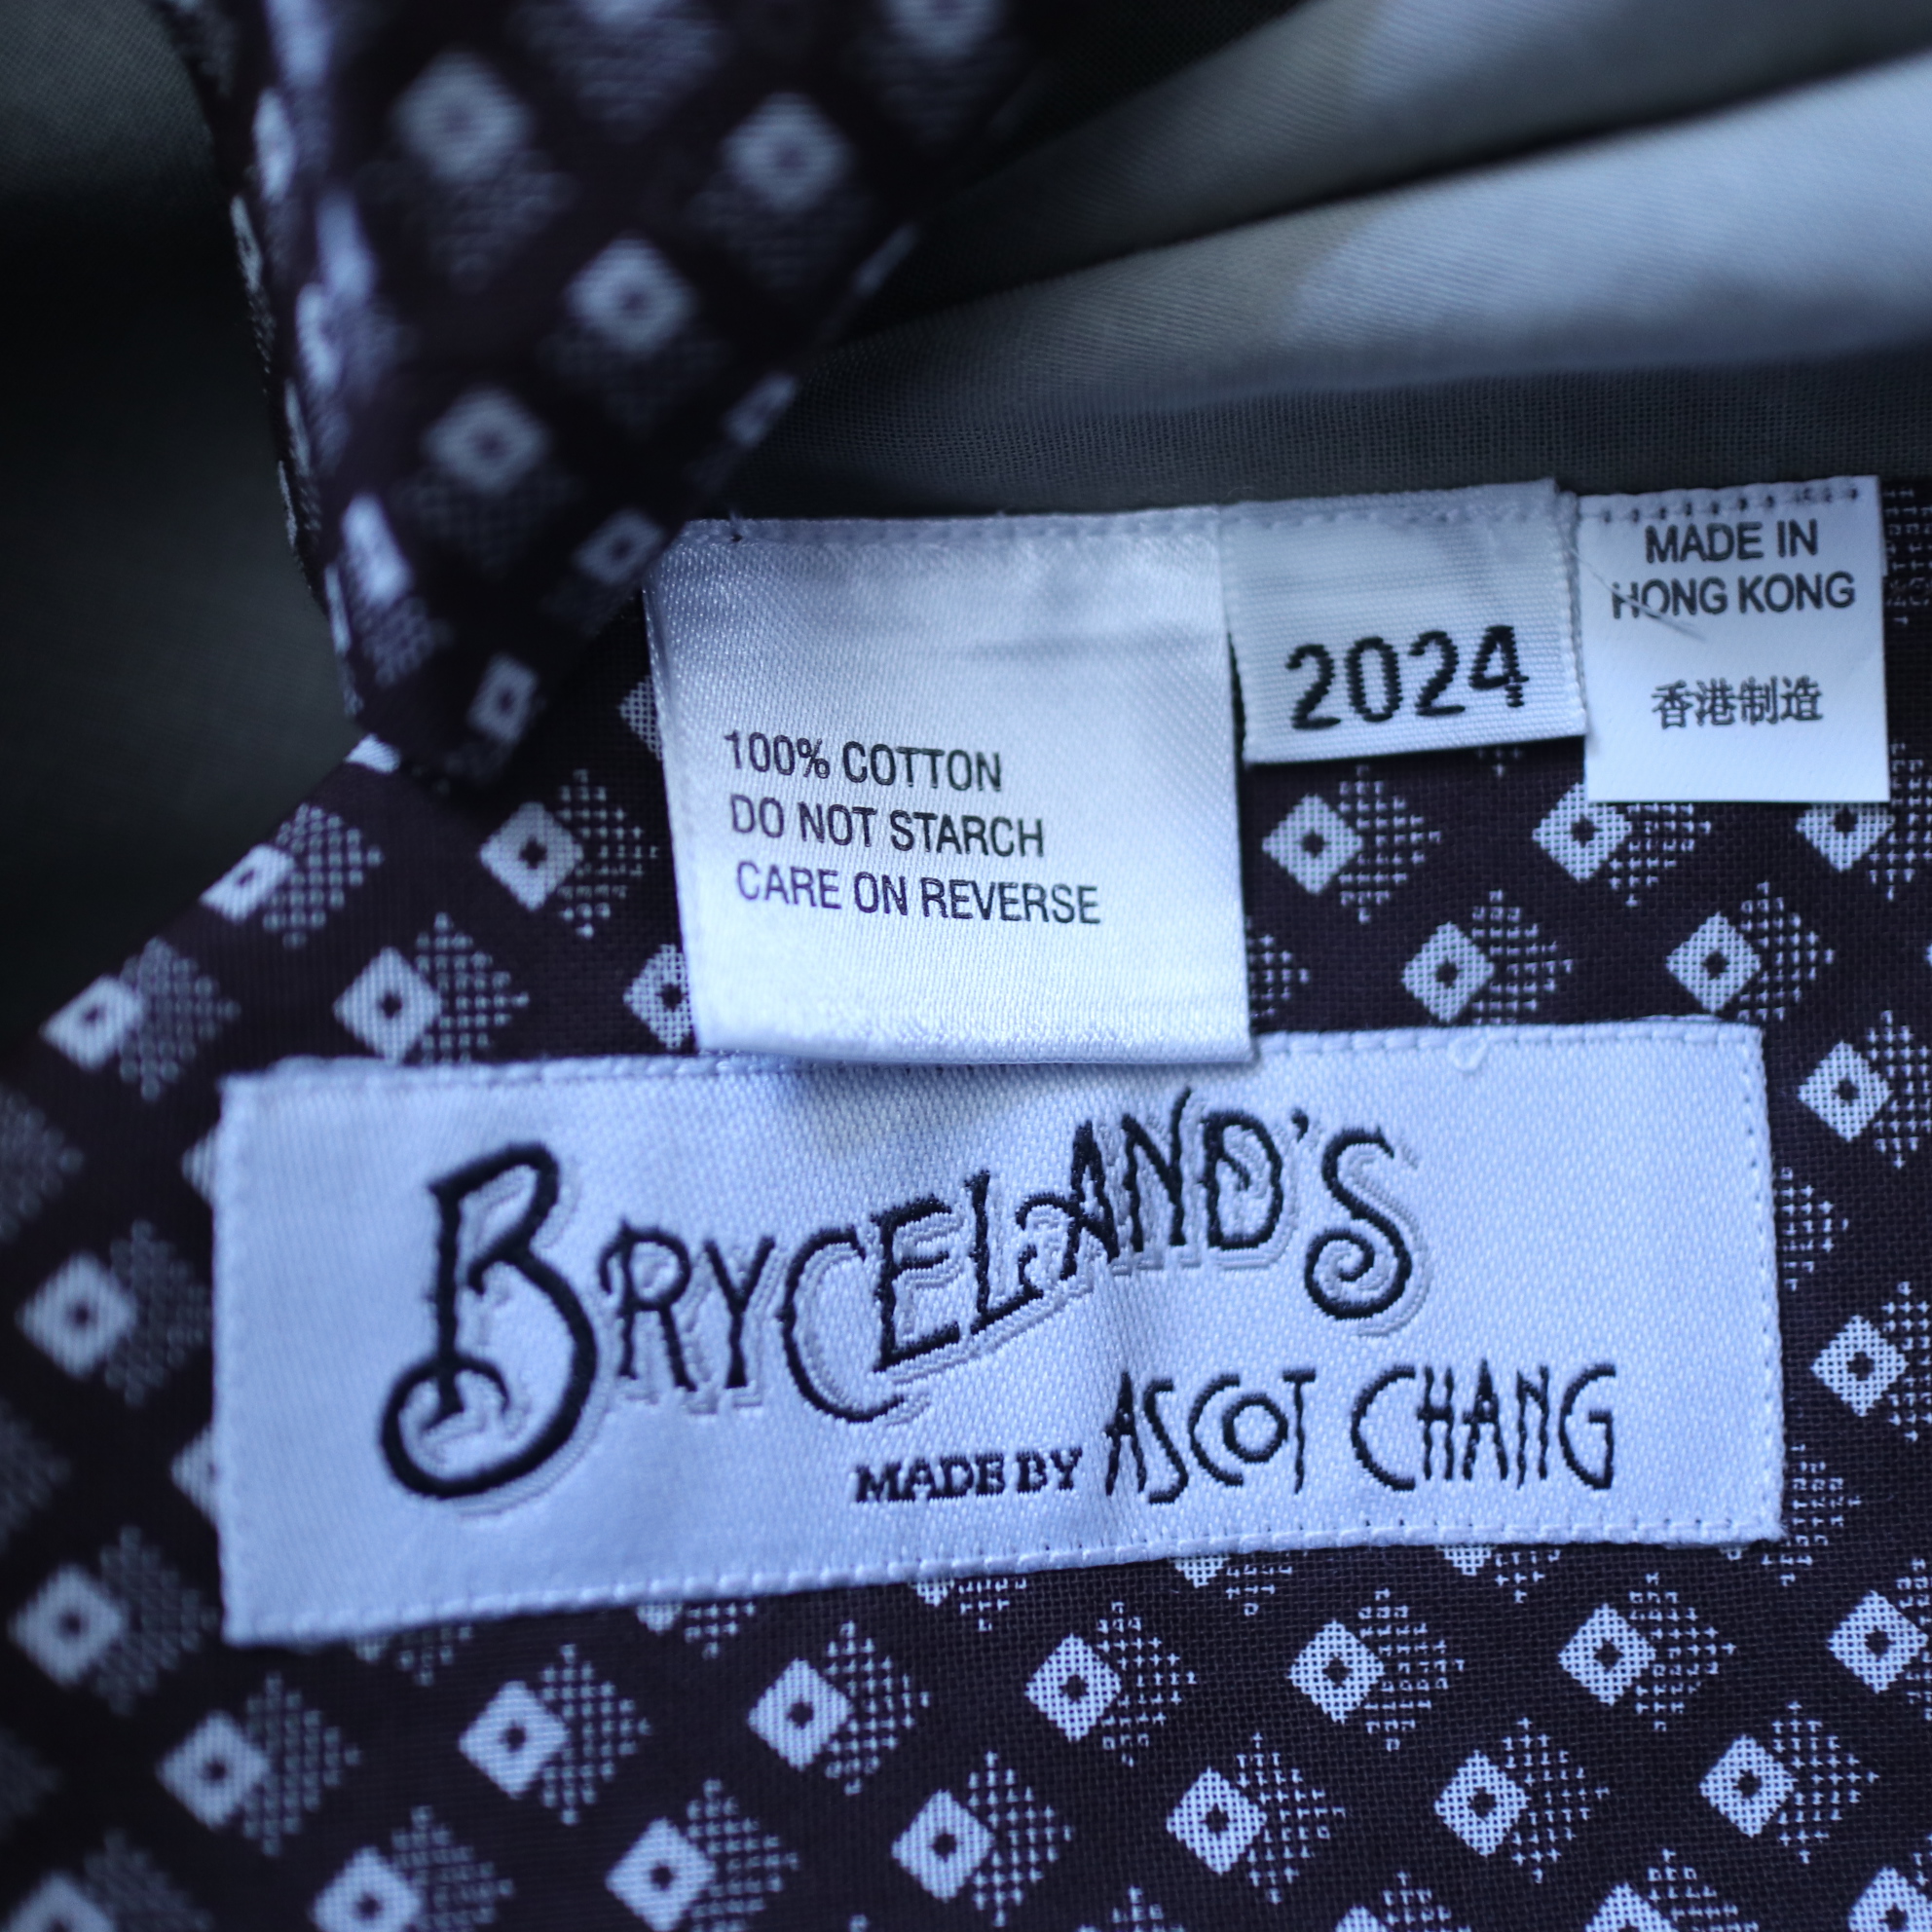 100% COTTON
DO NOT STARCH
CARE ON REVERSE
2024
MADE IN
HONG KONG
香港制造
BRYCELAND'S
MADE BY ASCOT CHANG